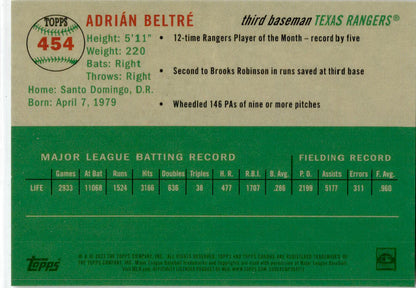 TOPPS
454
ADRIÁN BELTRÉ
third baseman TEXAS RANGERS®
Height: 5'11"
Weight: 220
Bats: Right
Throws: Right
Home: Santo Domingo, D.R.
Born: April 7, 1979
• 12-time Rangers Player of the Month – record by five
• Second to Brooks Robinson in runs saved at third base
• Wheedled 146 PAs of nine or more pitches
MAJOR LEAGUE BATTING RECORD FIELDING RECORD
Games At Bat Runs Hits Doubles Triples H. R. R.B.I. B. Avg. P. O. Assists Errors F. Avg.
LIFE 2933 11068 1524 3166 636 38 477 1707 .286 2199 5177 311 .960
Topps
THE TOPPS COMPANY, INC.